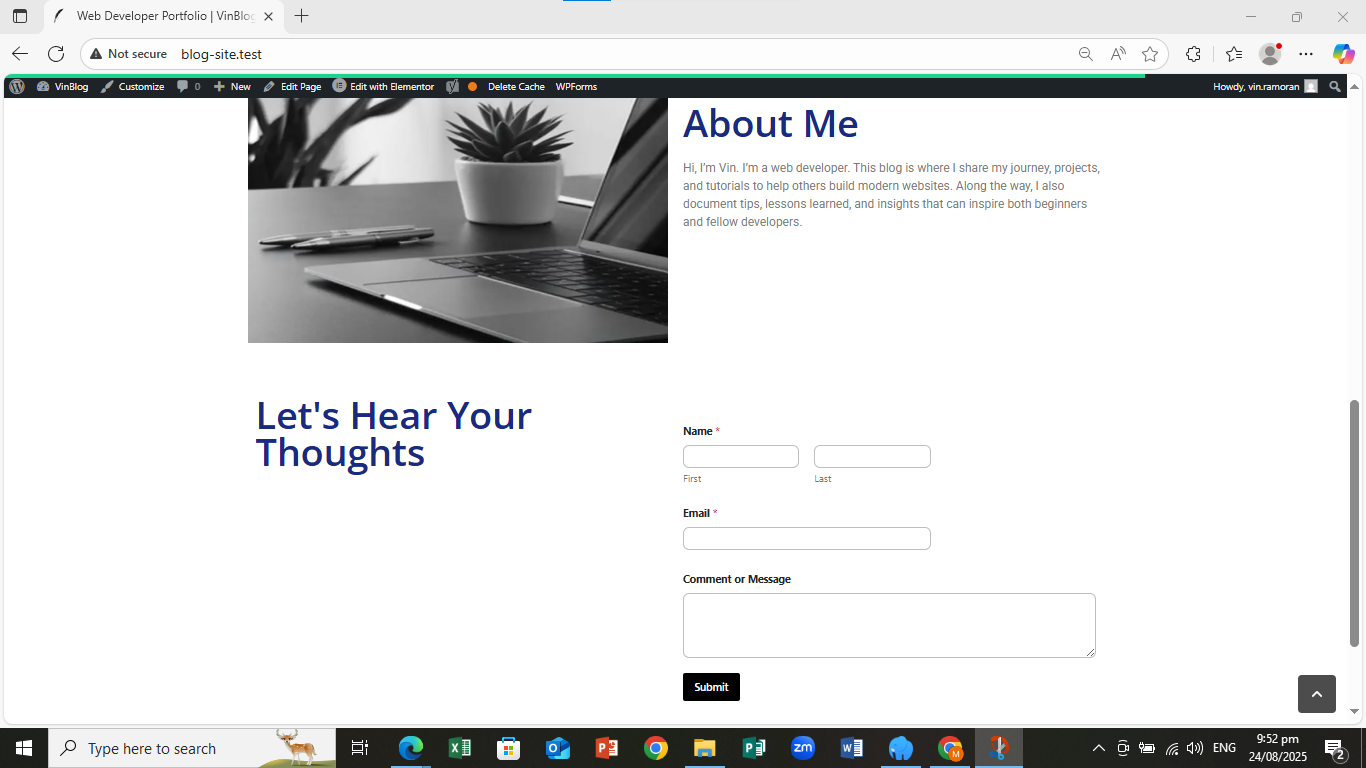 Web Developer Portfolio | VinBlog
Not secure blog-site.test
VinBlog Customize 0 New Edit Page Edit with Elementor Delete Cache WPForms Howdy, vin.ramoran
About Me
Hi, I'm Vin. I'm a web developer. This blog is where I share my journey, projects,
and tutorials to help others build modern websites. Along the way, I also
document tips, lessons learned, and insights that can inspire both beginners
and fellow developers.
Let's Hear Your
Thoughts
Name *
First Last
Email *
Comment or Message
Submit
Type here to search
zm
M
ENG
9:52 pm
24/08/2025
2